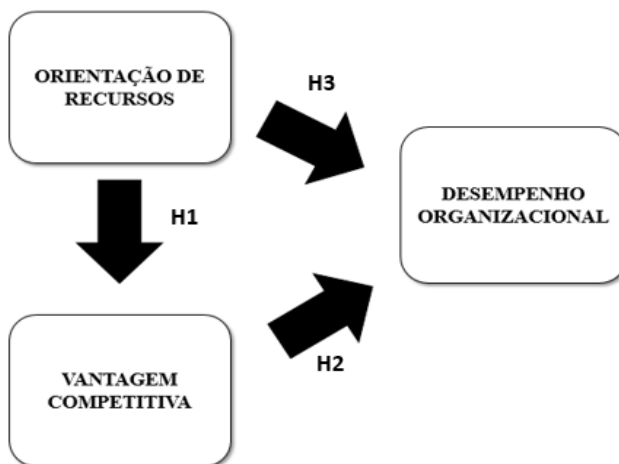 ORIENTAÇÃO DE
RECURSOS
H3
DESEMPENHO
ORGANIZACIONAL
H1
VANTAGEM
COMPETITIVA
H2